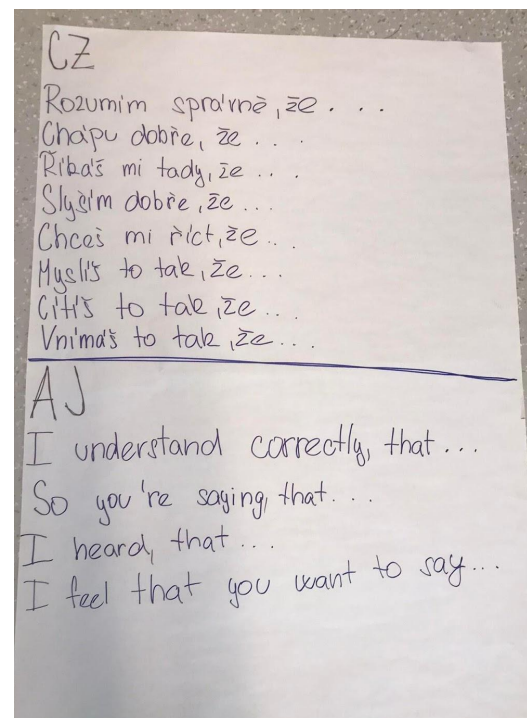 CZ
Rozumím správně, že . . .
Chápu dobře, že . . .
Říkáš mi tady, že . . .
Slyším dobře, že ...
Chceš mi říct, že ...
Myslíš to tak, že ...
Cítíš to tak, že ...
Vnímáš to tak, že ...
AJ
I understand correctly, that ...
So you're saying, that . . .
I heard, that ...
I feel that you want to say...